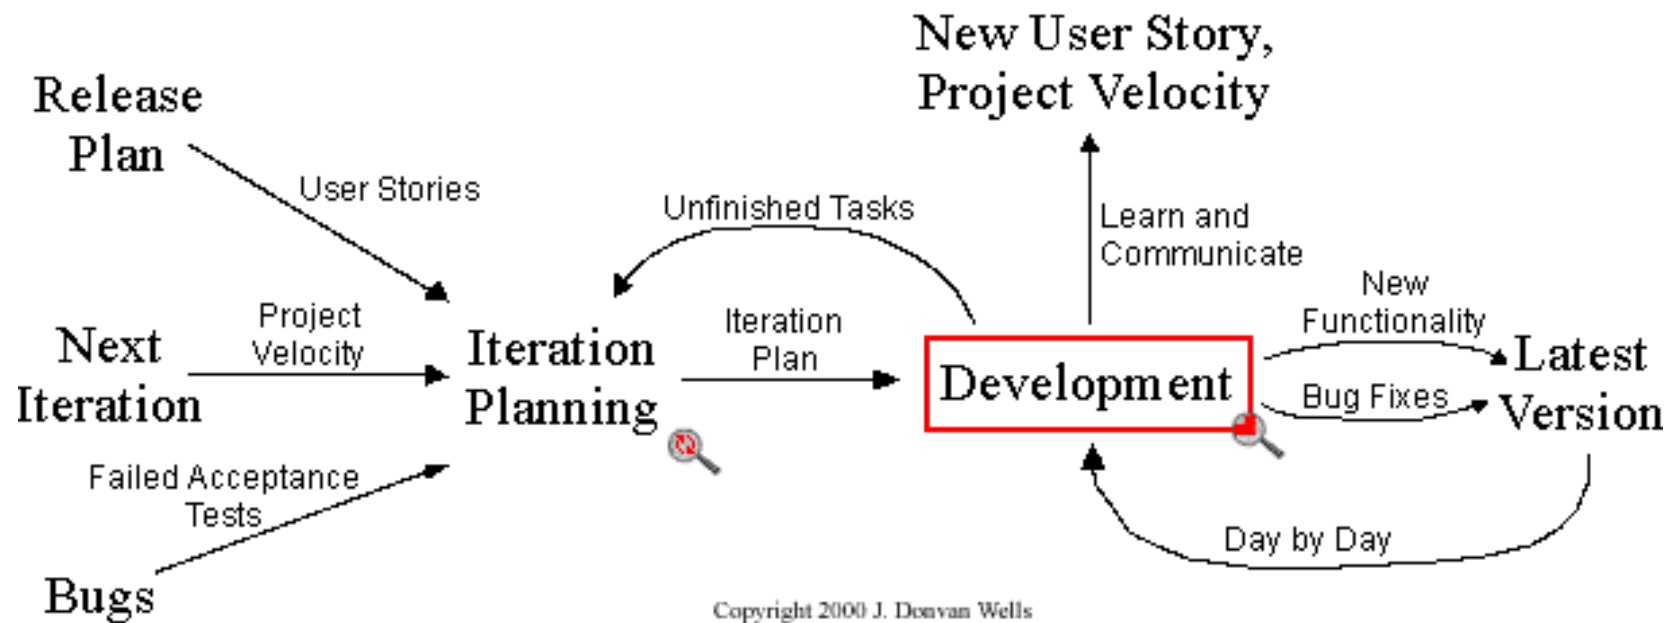 New User Story,
Project Velocity
Release
Plan
User Stories
Unfinished Tasks
Learn and
Communicate
New
Functionality
Project
Velocity
Iteration
Plan
Next
Iteration
Iteration
Planning
Development
Latest
Version
Bug Fixes
Failed Acceptance
Tests
Day by Day
Bugs
Copyright 2000 J. Donvan Wells